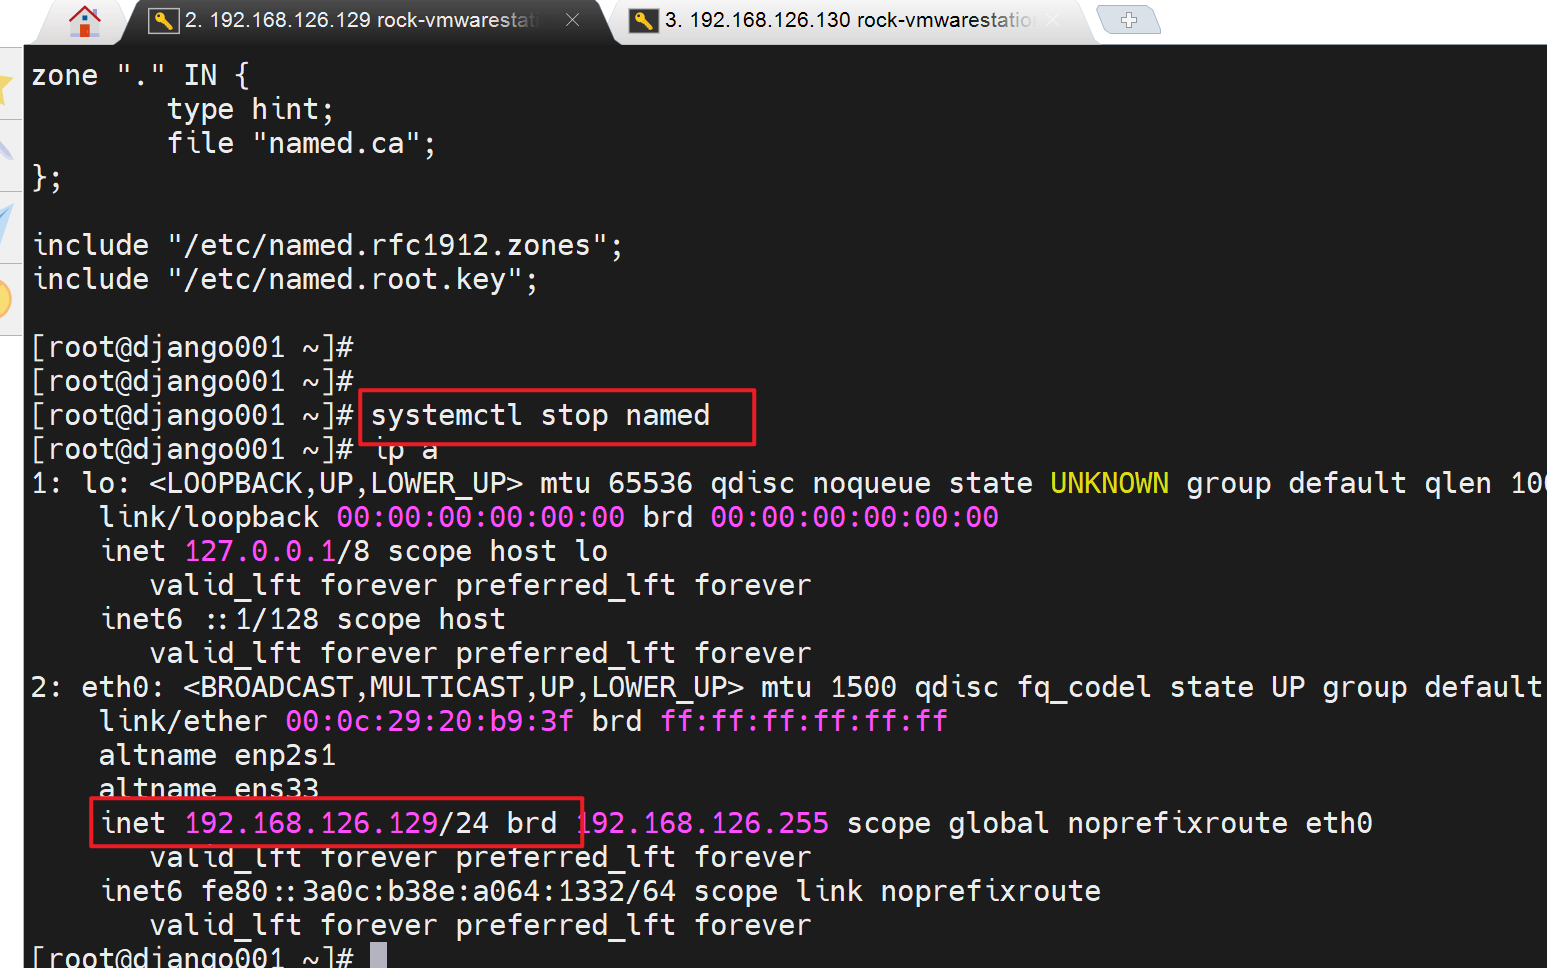 2. 192.168.126.129 rock-vmwarestati
3. 192.168.126.130 rock-vmwarestatio
zone "." IN {
type hint;
file "named.ca";
};
include "/etc/named.rfc1912.zones";
include "/etc/named.root.key";
[root@django001 ~]#
[root@django001 ~]#
[root@django001 ~]# systemctl stop named
[root@django001 ~]# ip a
1: lo: <LOOPBACK,UP,LOWER_UP> mtu 65536 qdisc noqueue state UNKNOWN group default qlen 100
link/loopback 00:00:00:00:00:00 brd 00:00:00:00:00:00
inet 127.0.0.1/8 scope host lo
valid_lft forever preferred_lft forever
inet6 ::1/128 scope host
valid_lft forever preferred_lft forever
2: eth0: <BROADCAST,MULTICAST,UP,LOWER_UP> mtu 1500 qdisc fq_codel state UP group default
link/ether 00:0c:29:20:b9:3f brd ff:ff:ff:ff:ff:ff
altname enp2s1
altname ens33
inet 192.168.126.129/24 brd 192.168.126.255 scope global noprefixroute eth0
valid_lft forever preferred_lft forever
inet6 fe80::3a0c:b38e:a064:1332/64 scope link noprefixroute
valid_lft forever preferred_lft forever
[root@django001 ~]#